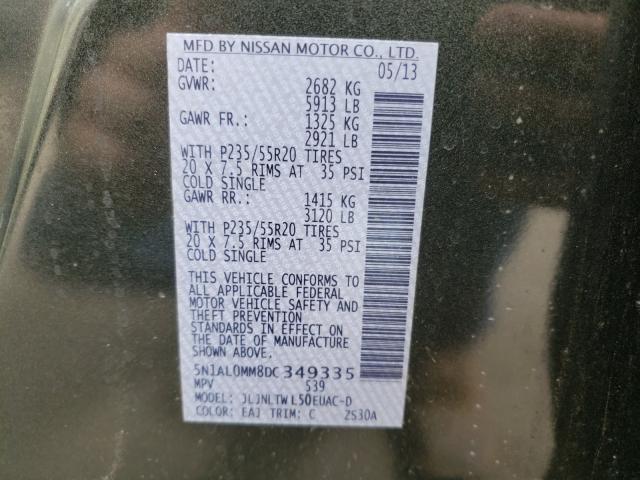 MFD BY NISSAN MOTOR CO., LTD.
DATE: 05/13
GVWR: 2682 KG
5913 LB
GAWR FR.: 1325 KG
2921 LB
WITH P235/55R20 TIRES
20 X 7.5 RIMS AT 35 PSI
COLD SINGLE
GAWR RR.: 1415 KG
3120 LB
WITH P235/55R20 TIRES
20 X 7.5 RIMS AT 35 PSI
COLD SINGLE
THIS VEHICLE CONFORMS TO
ALL APPLICABLE FEDERAL
MOTOR VEHICLE SAFETY AND
THEFT PREVENTION
STANDARDS IN EFFECT ON
THE DATE OF MANUFACTURE
SHOWN ABOVE.
5N1AL0MM8DC349335
MPV 539
MODEL: JLJNLTWL50EUAC-D
COLOR: EAJ TRIM: C 2S30A